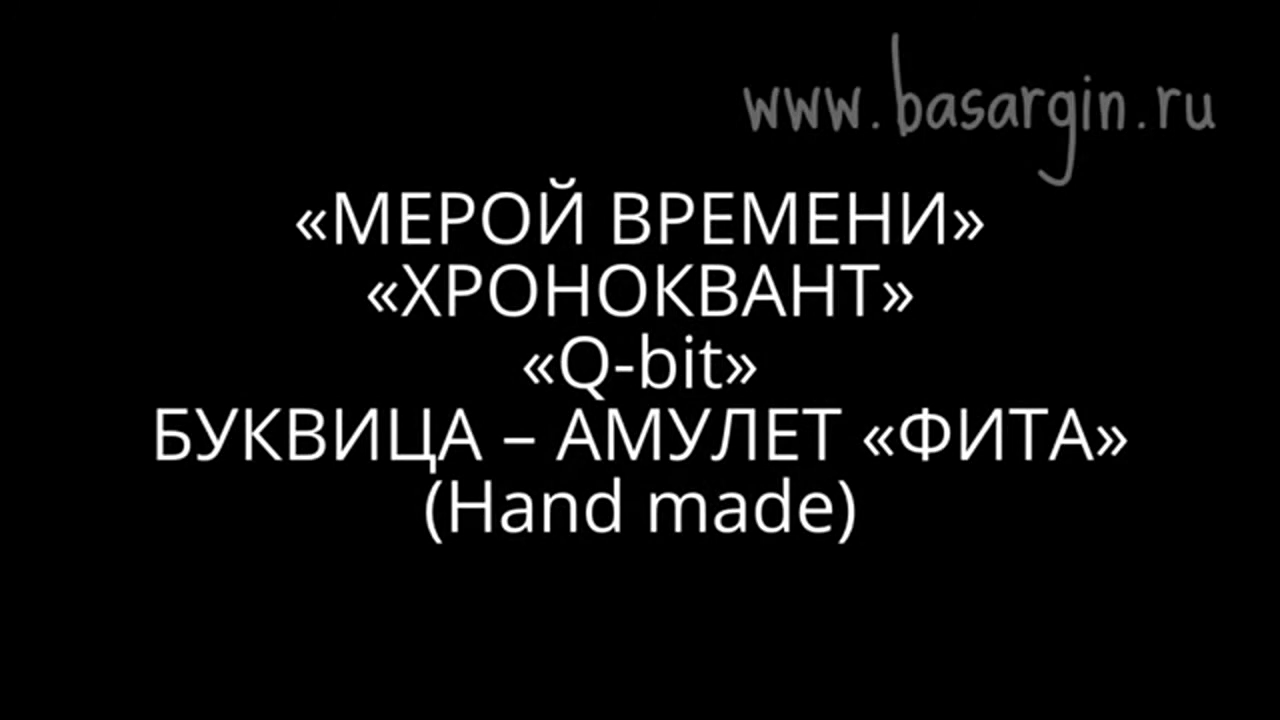 www.basargin.ru
«МЕРОЙ ВРЕМЕНИ»
«ХРОНОКВАНТ»
«Q-bit»
БУКВИЦА – АМУЛЕТ «ФИТА»
(Hand made)